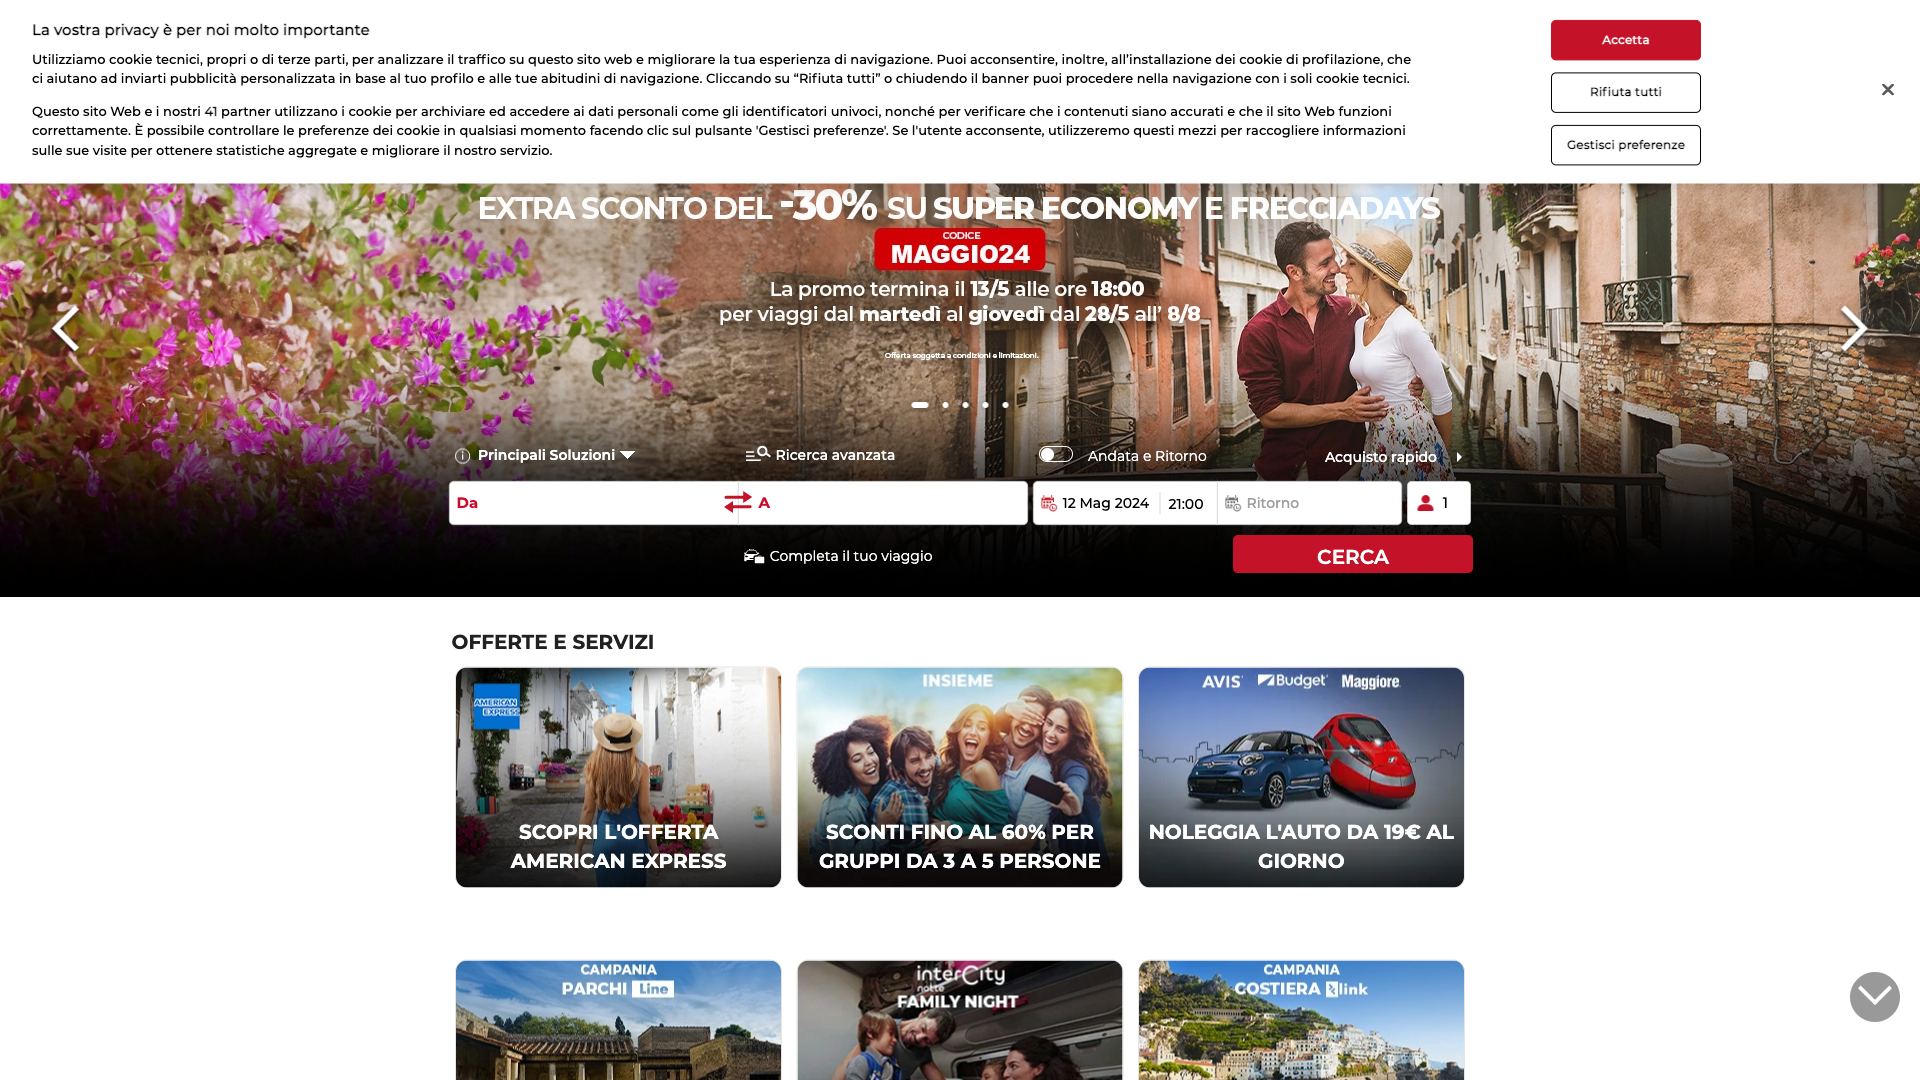 La vostra privacy è per noi molto importante
Utilizziamo cookie tecnici, propri o di terze parti, per analizzare il traffico su questo sito web e migliorare la tua esperienza di navigazione. Puoi acconsentire, inoltre, all'installazione dei cookie di profilazione, che
ci aiutano ad inviarti pubblicità personalizzata in base al tuo profilo e alle tue abitudini di navigazione. Cliccando su "Rifiuta tutti" o chiudendo il banner puoi procedere nella navigazione con i soli cookie tecnici.
Questo sito Web e i nostri 41 partner utilizzano i cookie per archiviare ed accedere ai dati personali come gli identificatori univoci, nonché per verificare che i contenuti siano accurati e che il sito Web funzioni
correttamente. È possibile controllare le preferenze dei cookie in qualsiasi momento facendo clic sul pulsante 'Gestisci preferenze'. Se l'utente acconsente, utilizzeremo questi mezzi per raccogliere informazioni
sulle sue visite per ottenere statistiche aggregate e migliorare il nostro servizio.
Accetta
Rifiuta tutti
Gestisci preferenze
EXTRA SCONTO DEL -30% SU SUPER ECONOMY E FRECCIADAYS
CODICE
MAGGIO24
La promo termina il 13/5 alle ore 18:00
per viaggi dal martedì al giovedì dal 28/5 all' 8/8
Offerta soggetta a condizioni e limitazioni.
Principali Soluzioni
Ricerca avanzata
Andata e Ritorno
Acquisto rapido
Da
A
12 Mag 2024
21:00
Ritorno
1
Completa il tuo viaggio
CERCA
OFFERTE E SERVIZI
AMERICAN
EXPRESS
SCOPRI L'OFFERTA
AMERICAN EXPRESS
INSIEME
SCONTI FINO AL 60% PER
GRUPPI DA 3 A 5 PERSONE
AVIS Budget Maggiore
NOLEGGIA L'AUTO DA 19€ AL
GIORNO
CAMPANIA
PARCHI Line
interCity
notte
FAMILY NIGHT
CAMPANIA
COSTIERA link